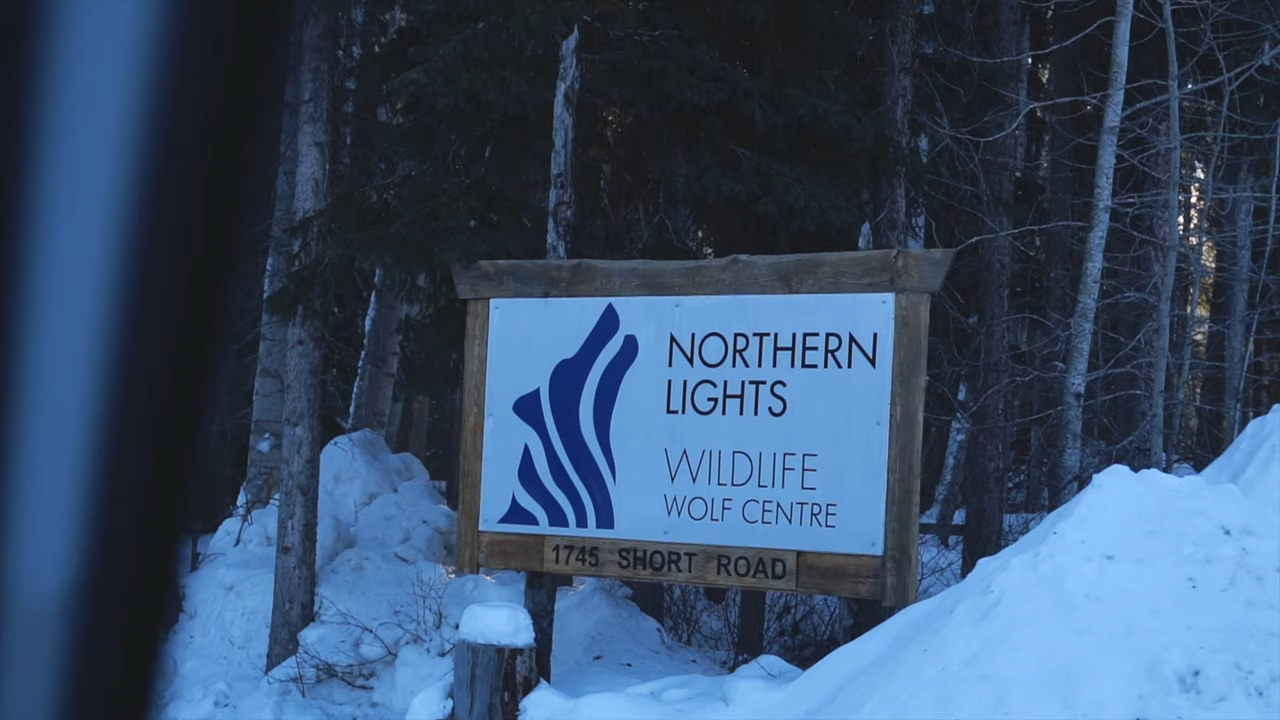 NORTHERN
LIGHTS
WILDLIFE
WOLF CENTRE
1745 SHORT ROAD